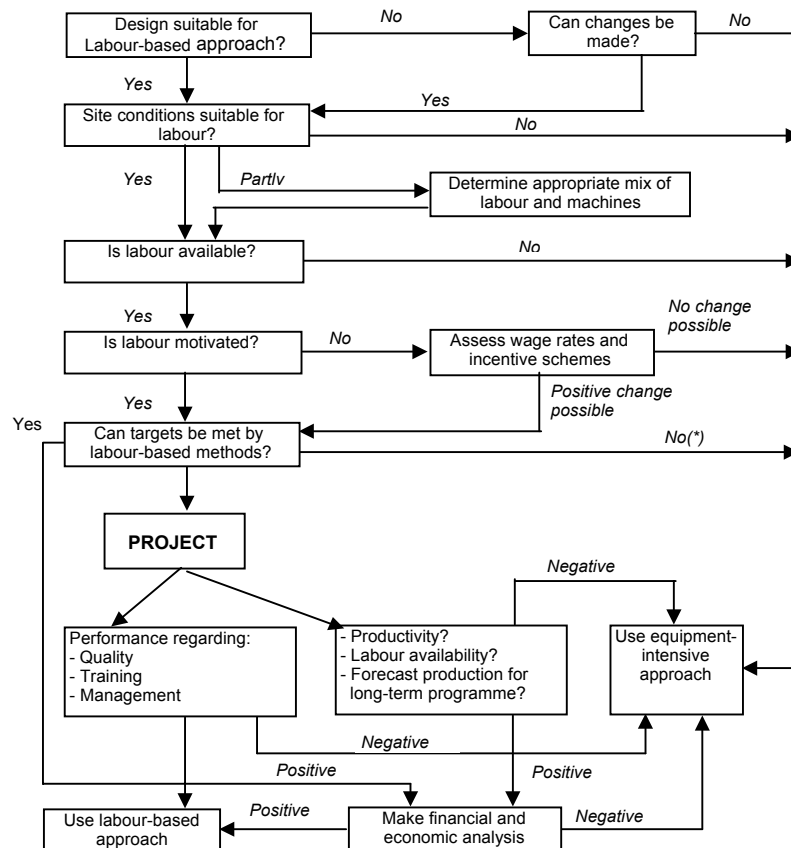 Design suitable for
Labour-based approach?
No
Can changes be
made?
No
Yes
Yes
Site conditions suitable for
labour?
No
Yes
Partlv
Determine appropriate mix of
labour and machines
Is labour available?
No
Yes
No change
possible
Is labour motivated?
No
Assess wage rates and
incentive schemes
Yes
Positive change
possible
Yes
Can targets be met by
labour-based methods?
No(*)
PROJECT
Negative
Performance regarding:
- Quality
- Training
- Management
- Productivity?
- Labour availability?
- Forecast production for
long-term programme?
Use equipment-
intensive
approach
Negative
Positive
Positive
Use labour-based
approach
Positive
Make financial and
economic analysis
Negative